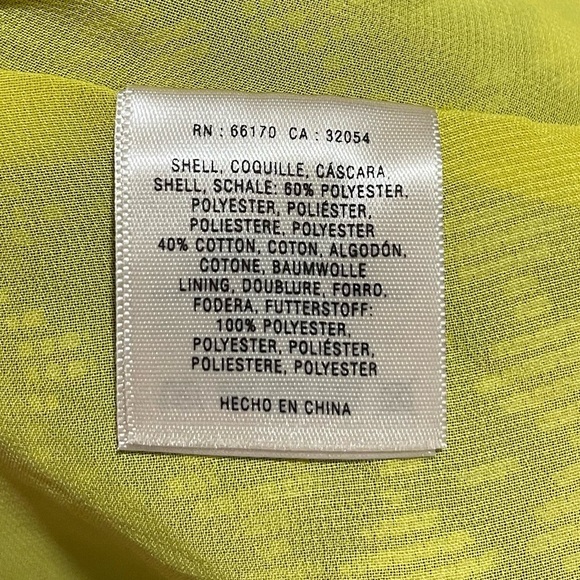 RN : 66170 CA : 32054
SHELL, COQUILLE, CÁSCARA,
SHELL, SCHALE: 60% POLYESTER,
POLYESTER, POLIÉSTER,
POLIESTERE, POLYESTER
40% COTTON, COTON, ALGODÓN,
COTONE, BAUMWOLLE
LINING, DOUBLURE, FORRO,
FODERA, FUTTERSTOFF:
100% POLYESTER,
POLYESTER, POLIÉSTER,
POLIESTERE, POLYESTER
HECHO EN CHINA